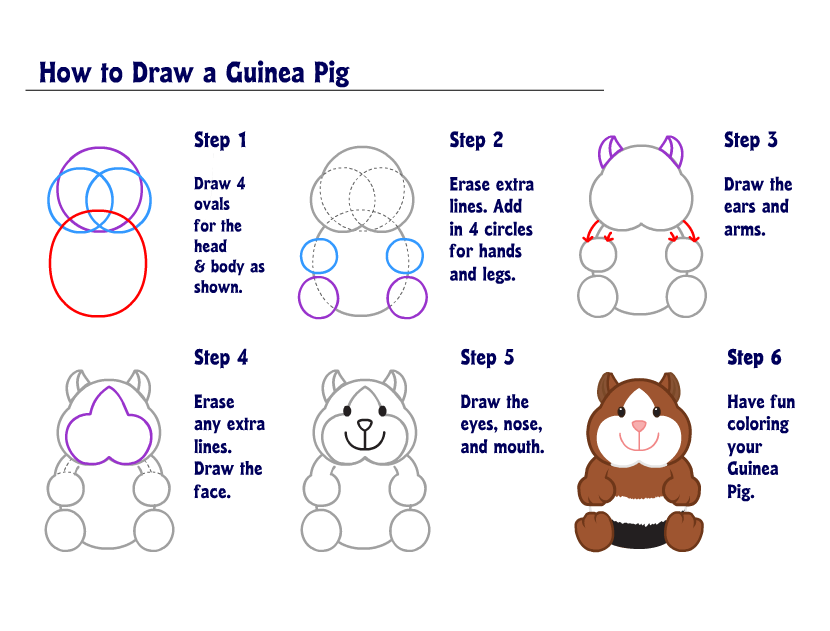 How to Draw a Guinea Pig
Step 1
Draw 4
ovals
for the
head
& body as
shown.
Step 2
Erase extra
lines. Add
in 4 circles
for hands
and legs.
Step 3
Draw the
ears and
arms.
Step 4
Erase
any extra
lines.
Draw the
face.
Step 5
Draw the
eyes, nose,
and mouth.
Step 6
Have fun
coloring
your
Guinea
Pig.